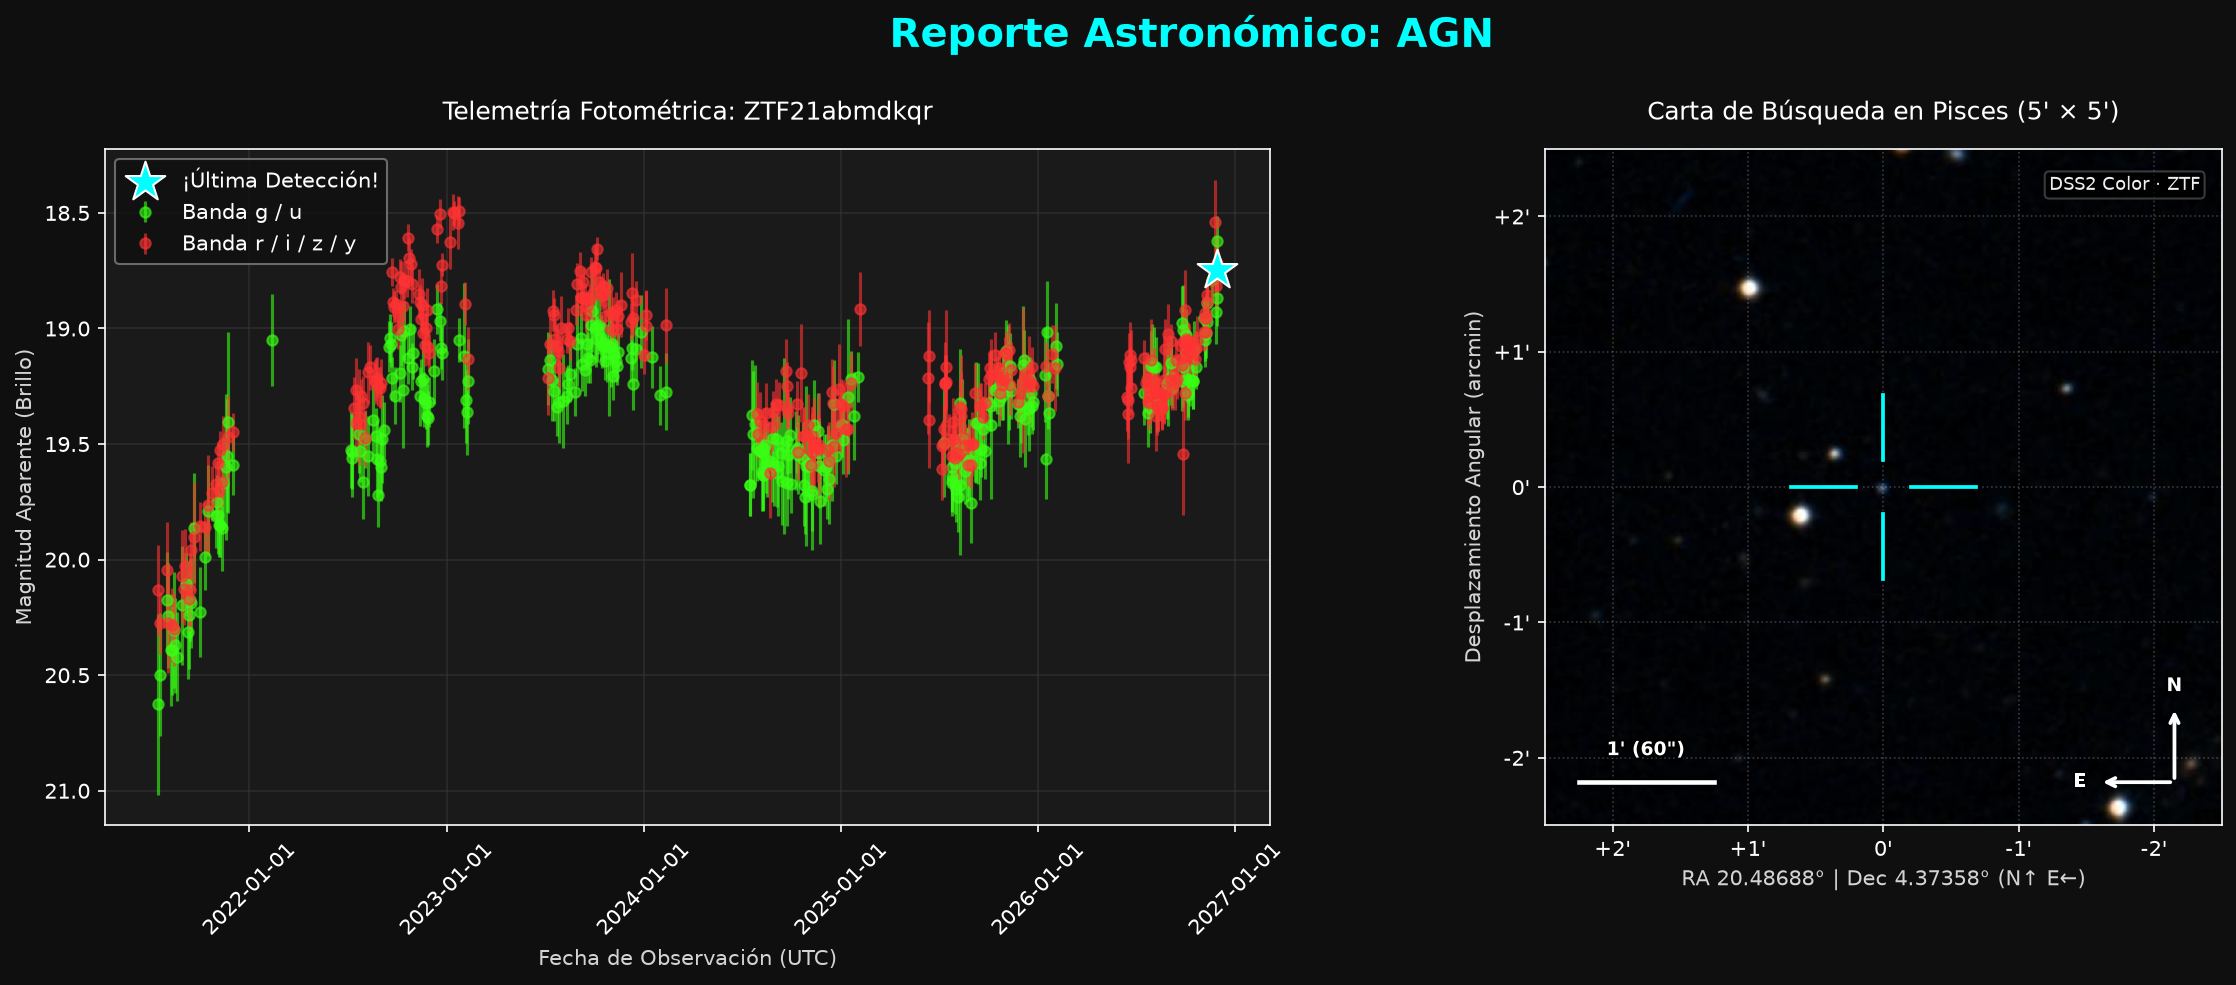 Reporte Astronómico: AGN
Telemetría Fotométrica: ZTF21abmdkqr
¡Última Detección!
Banda g / u
Banda r / i / z / y
Magnitud Aparente (Brillo)
18.5
19.0
19.5
20.0
20.5
21.0
2022-01-01
2023-01-01
2024-01-01
2025-01-01
2026-01-01
2027-01-01
Fecha de Observación (UTC)
Carta de Búsqueda en Pisces (5' × 5')
DSS2 Color · ZTF
Desplazamiento Angular (arcmin)
+2'
+1'
0'
-1'
-2'
N
E
1' (60")
+2'
+1'
0'
-1'
-2'
RA 20.48688° | Dec 4.37358° (N↑ E←)